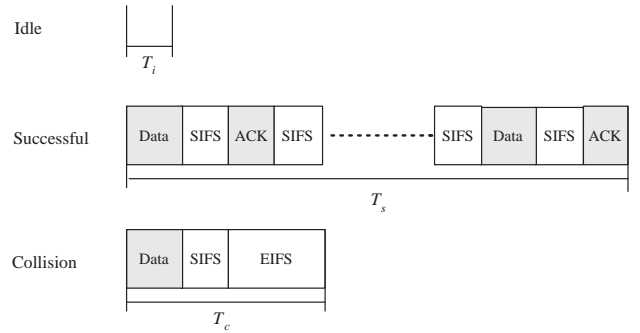 Idle
T_i
Successful
Data SIFS ACK SIFS SIFS Data SIFS ACK
T_s
Collision
Data SIFS EIFS
T_c